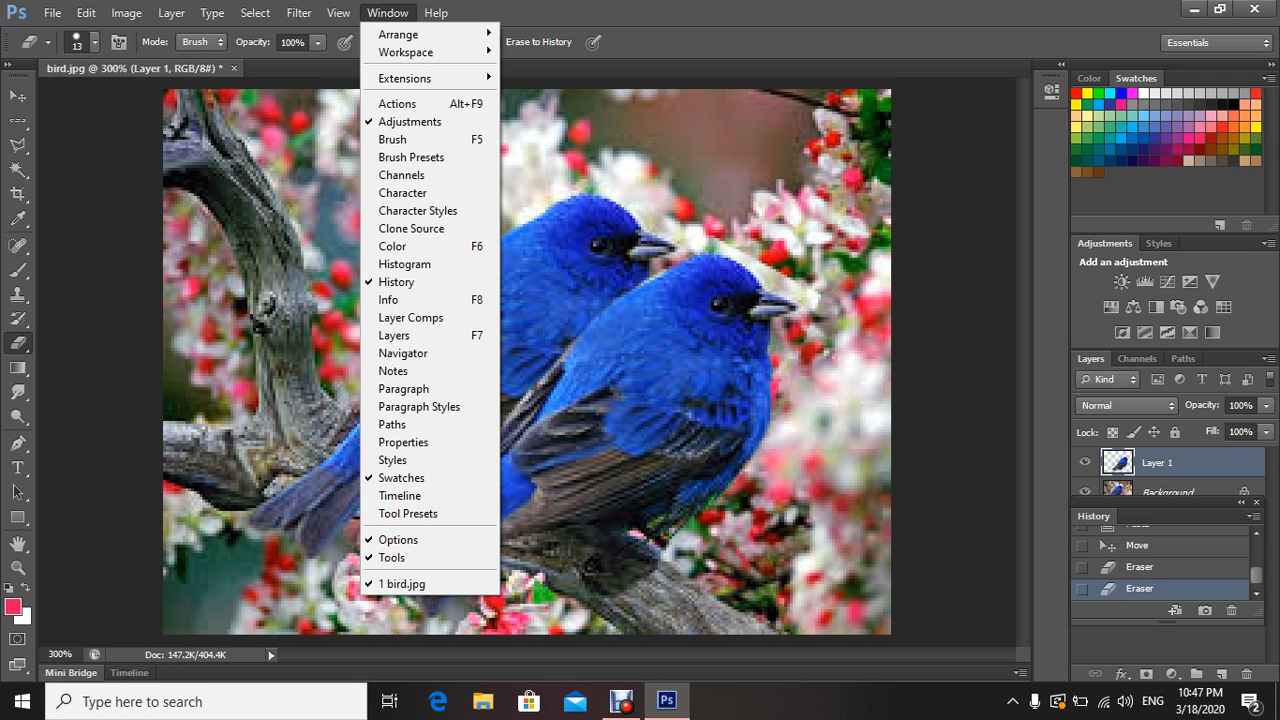 Ps File Edit Image Layer Type Select Filter View Window Help
13 Mode: Brush Opacity: 100% Erase to History Essentials
bird.jpg @ 300% (Layer 1, RGB/8#) * ×
Arrange
Workspace
Extensions
Actions Alt+F9
Adjustments
Brush F5
Brush Presets
Channels
Character
Character Styles
Clone Source
Color F6
Histogram
History
Info F8
Layer Comps
Layers F7
Navigator
Notes
Paragraph
Paragraph Styles
Paths
Properties
Styles
Swatches
Timeline
Tool Presets
Options
Tools
1 bird.jpg
Color Swatches
Adjustments Styles
Add an adjustment
Layers Channels Paths
Kind
Normal Opacity: 100%
Lock: Fill: 100%
Layer 1
Background
History
Move
Eraser
Eraser
300% Doc: 147.2K/404.4K
Mini Bridge Timeline
Type here to search
Ps
ENG
10:47 PM
3/18/2020
2